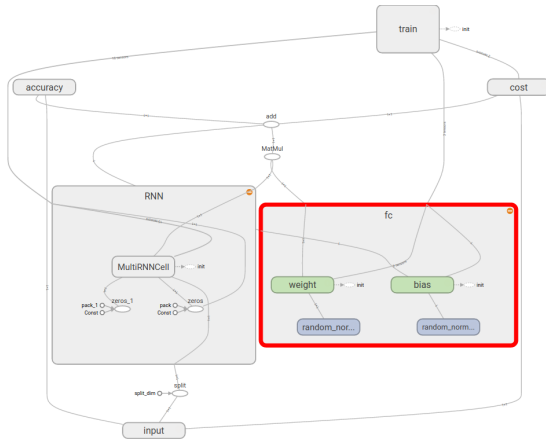 train
init
accuracy
cost
add
MatMul
RNN
fc
MultiRNNCell
init
weight
init
bias
init
pack_1
zeros_1
Const
pack
zeros
Const
random_nor...
random_norm...
split
split_dim
input